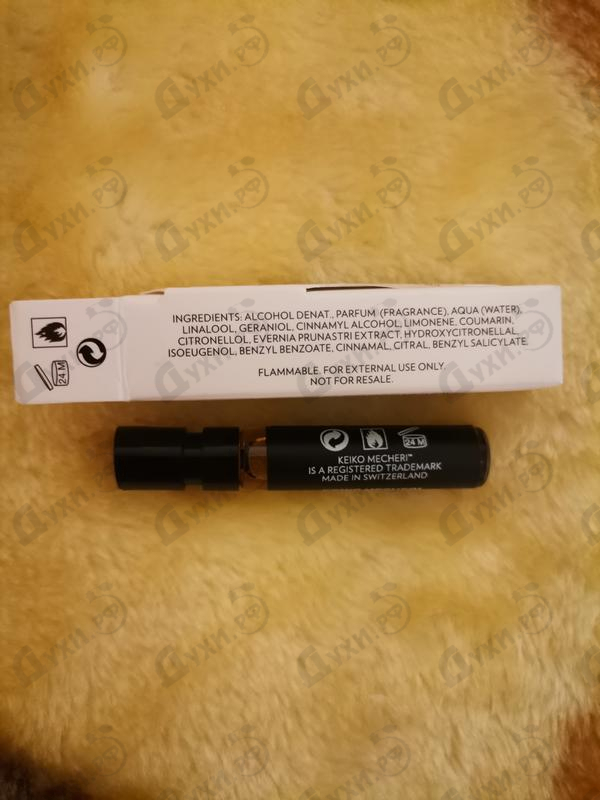 INGREDIENTS: ALCOHOL DENAT., PARFUM (FRAGRANCE), AQUA (WATER),
LINALOOL, GERANIOL, CINNAMYL ALCOHOL, LIMONENE, COUMARIN,
CITRONELLOL, EVERNIA PRUNASTRI EXTRACT, HYDROXYCITRONELLAL,
ISOEUGENOL, BENZYL BENZOATE, CINNAMAL, CITRAL, BENZYL SALICYLATE.
FLAMMABLE. FOR EXTERNAL USE ONLY.
NOT FOR RESALE.
24 M
24 M
KEIKO MECHERI™
IS A REGISTERED TRADEMARK
MADE IN SWITZERLAND
Духи.РФ